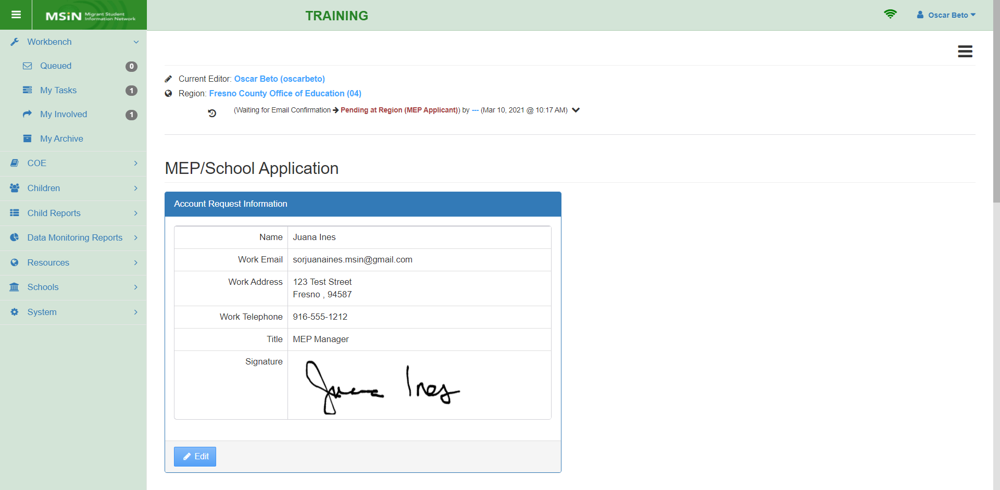 MSiN Migrant Student Information Network
TRAINING
Oscar Beto
Workbench
Queued 0
My Tasks 1
My Involved 1
My Archive
COE
Children
Child Reports
Data Monitoring Reports
Resources
Schools
System
Current Editor: Oscar Beto (oscarbeto)
Region: Fresno County Office of Education (04)
(Waiting for Email Confirmation → Pending at Region (MEP Applicant)) by --- (Mar 10, 2021 @ 10:17 AM)
MEP/School Application
Account Request Information
Name Juana Ines
Work Email sorjuanaines.msin@gmail.com
Work Address 123 Test Street
Fresno , 94587
Work Telephone 916-555-1212
Title MEP Manager
Signature Juana Ines
Edit